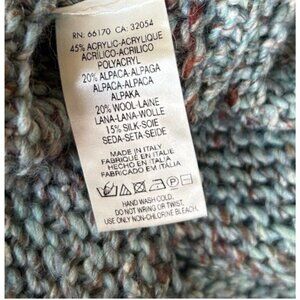 RN: 66170 CA: 32054
45% ACRYLIC-ACRYLIQUE
ACRILICO-ACRILICO
POLYACRYL
20% ALPACA-ALPAGA
ALPACA-ALPACA
ALPAKA
20% WOOL-LAINE
LANA-LANA-WOLLE
15% SILK-SOIE
SEDA-SETA SEIDE
MADE IN ITALY
FABRIQUÉ EN ITALIE
HECHO EN ITALIA
FABRICADO EM ITALIA
HAND WASH COLD.
DO NOT WRING OR TWIST.
USE ONLY NON-CHLORINE BLEACH.